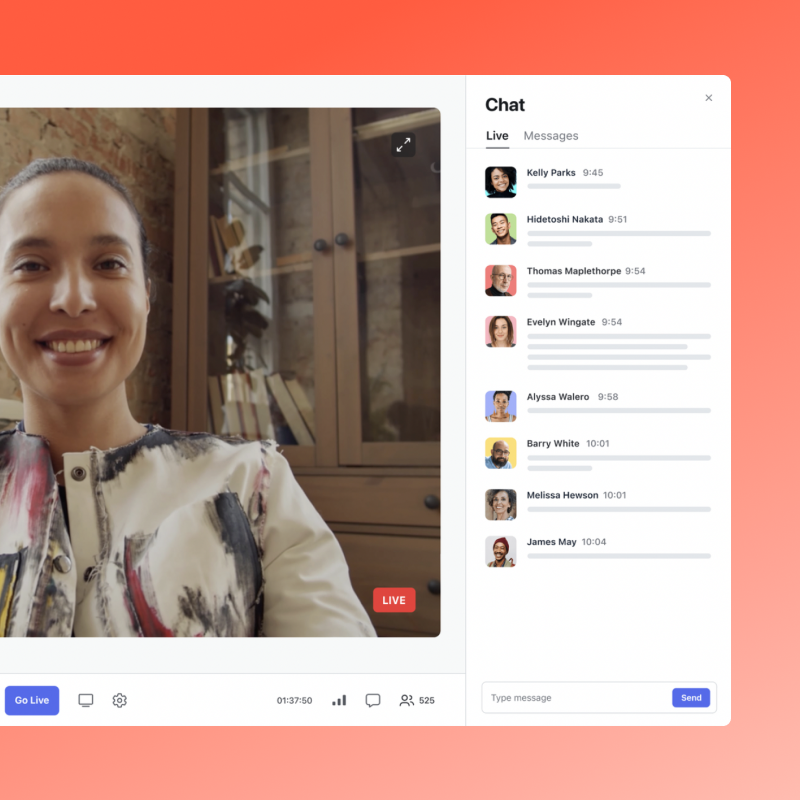 Chat
Live Messages
Kelly Parks 9:45
Hidetoshi Nakata 9:51
Thomas Maplethorpe 9:54
Evelyn Wingate 9:54
Alyssa Walero 9:58
Barry White 10:01
Melissa Hewson 10:01
James May 10:04
LIVE
Go Live
01:37:50
525
Type message
Send